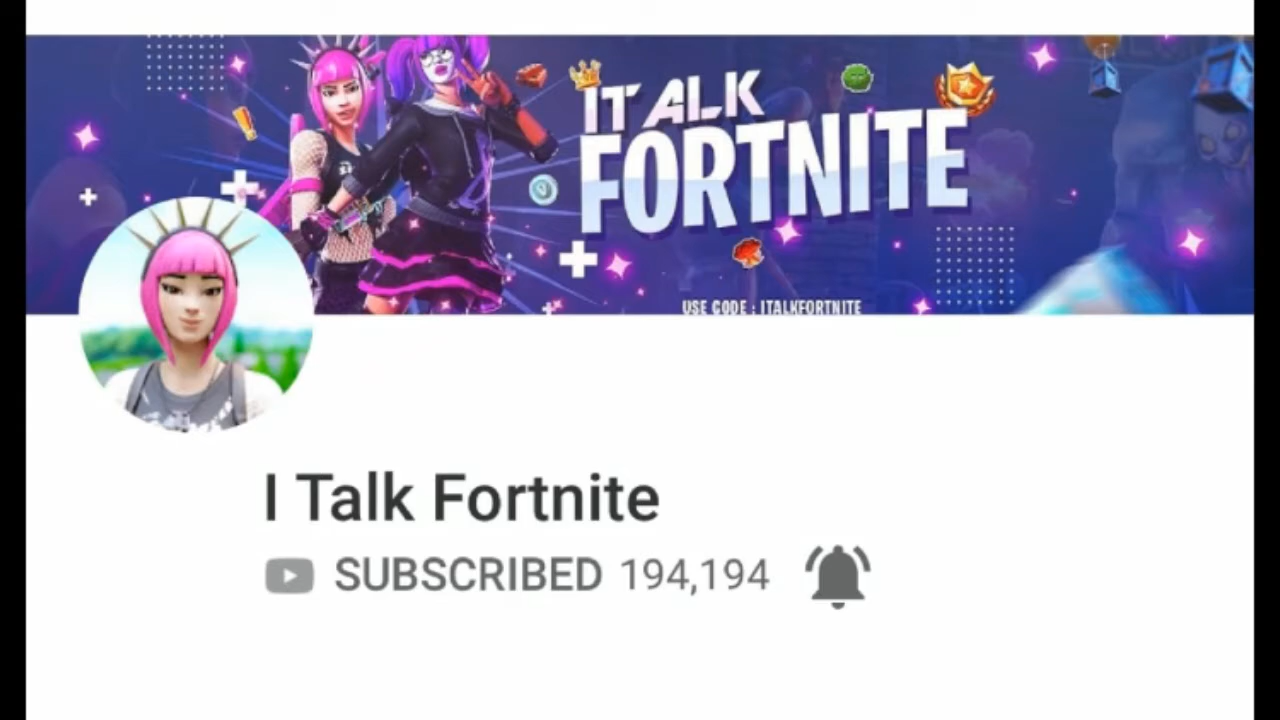 IT ALK
FORTNITE
USE CODE : ITALKFORTNITE
I Talk Fortnite
SUBSCRIBED 194,194